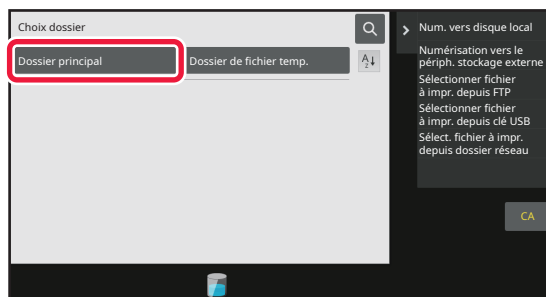 Choix dossier
Dossier principal
Dossier de fichier temp.
A
Z
Num. vers disque local
Numérisation vers le
périph. stockage externe
Sélectionner fichier
à impr. depuis FTP
Sélectionner fichier
à impr. depuis clé USB
Sélect. fichier à impr.
depuis dossier réseau
CA